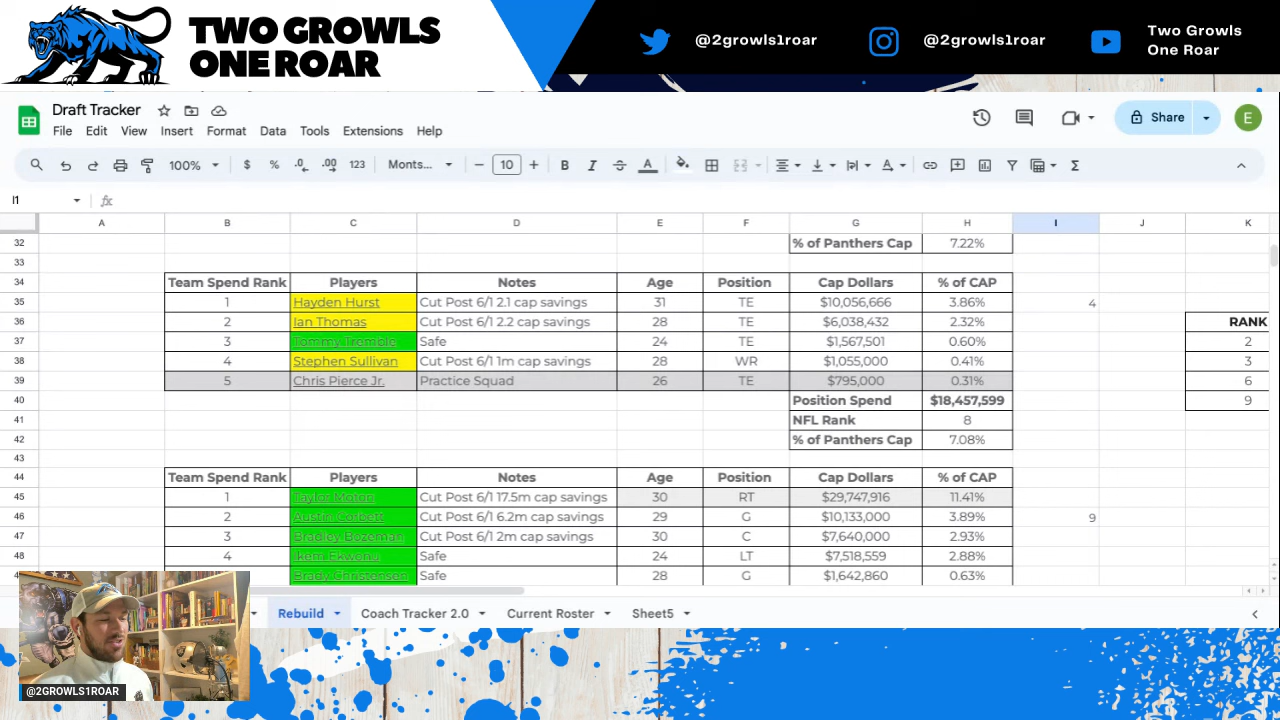 TWO GROWLS
ONE ROAR
@2growls1roar
@2growls1roar
Two Growls
One Roar
Draft Tracker
File Edit View Insert Format Data Tools Extensions Help
Share
E
100% $ % .0 .00 123 Monts... 10 B I A Σ
I1 fx
A B C D E F G H I J K
32 % of Panthers Cap 7.22%
33
34 Team Spend Rank Players Notes Age Position Cap Dollars % of CAP
35 1 Hayden Hurst Cut Post 6/1 2.1 cap savings 31 TE $10,056,666 3.86% 4
36 2 Ian Thomas Cut Post 6/1 2.2 cap savings 28 TE $6,038,432 2.32% RANK
37 3 Tommy Tremble Safe 24 TE $1,567,501 0.60% 2
38 4 Stephen Sullivan Cut Post 6/1 1m cap savings 28 WR $1,055,000 0.41% 3
39 5 Chris Pierce Jr. Practice Squad 26 TE $795,000 0.31% 6
40 Position Spend $18,457,599 9
41 NFL Rank 8
42 % of Panthers Cap 7.08%
43
44 Team Spend Rank Players Notes Age Position Cap Dollars % of CAP
45 1 Taylor Moton Cut Post 6/1 17.5m cap savings 30 RT $29,747,916 11.41%
46 2 Austin Corbett Cut Post 6/1 6.2m cap savings 29 G $10,133,000 3.89% 9
47 3 Bradley Bozeman Cut Post 6/1 2m cap savings 30 C $7,640,000 2.93%
48 4 Ikem Ekwonu Safe 24 LT $7,518,559 2.88%
Brady Christensen Safe 28 G $1,642,860 0.63%
Rebuild Coach Tracker 2.0 Current Roster Sheet5
@2GROWLS1ROAR